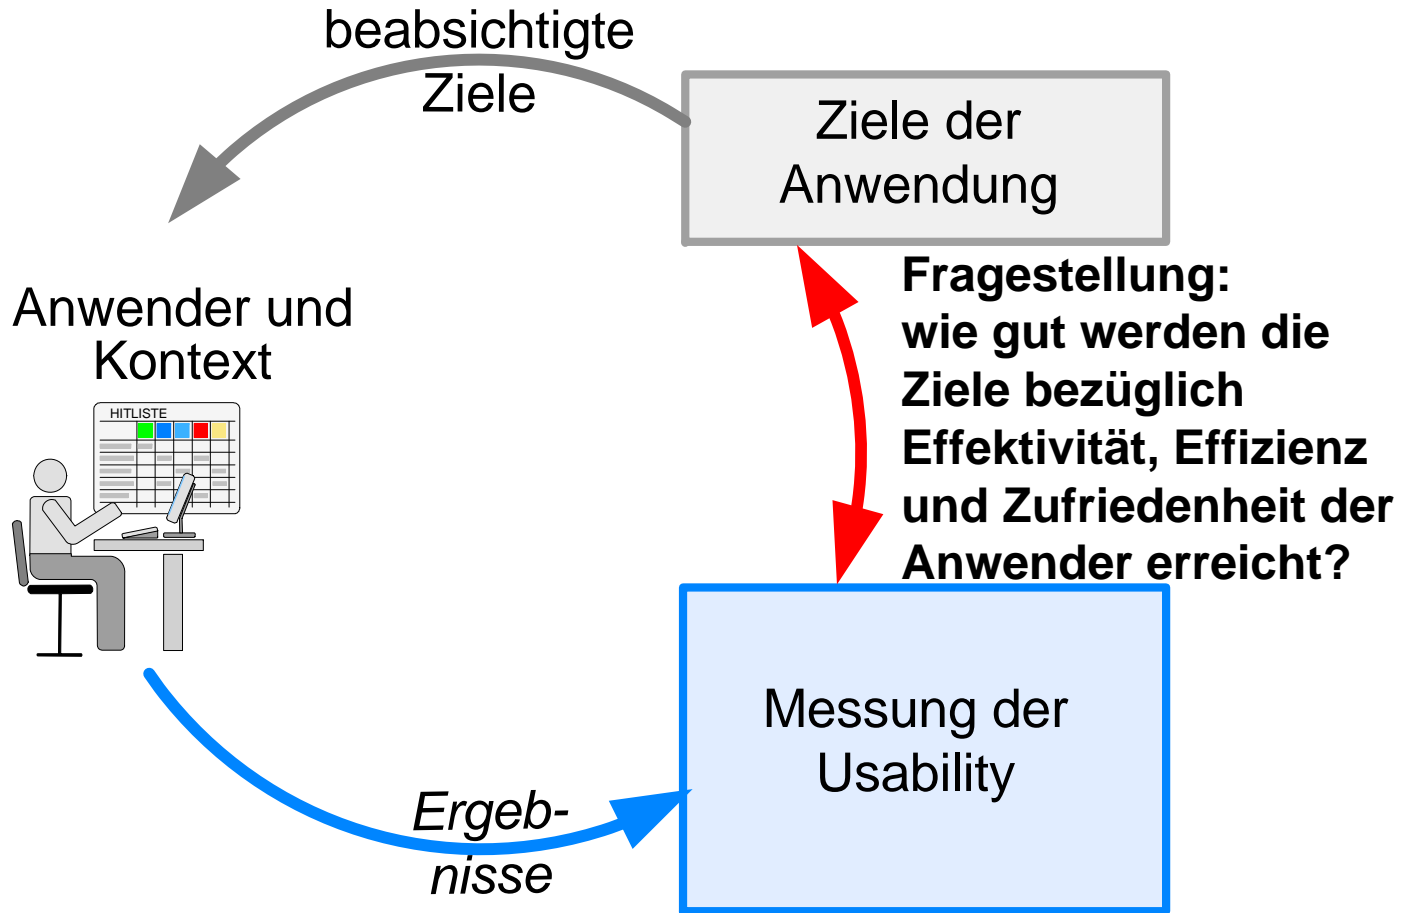 beabsichtigte
Ziele
Ziele der
Anwendung
Anwender und
Kontext
HITLISTE
Fragestellung:
wie gut werden die
Ziele bezüglich
Effektivität, Effizienz
und Zufriedenheit der
Anwender erreicht?
Messung der
Usability
Ergeb-
nisse